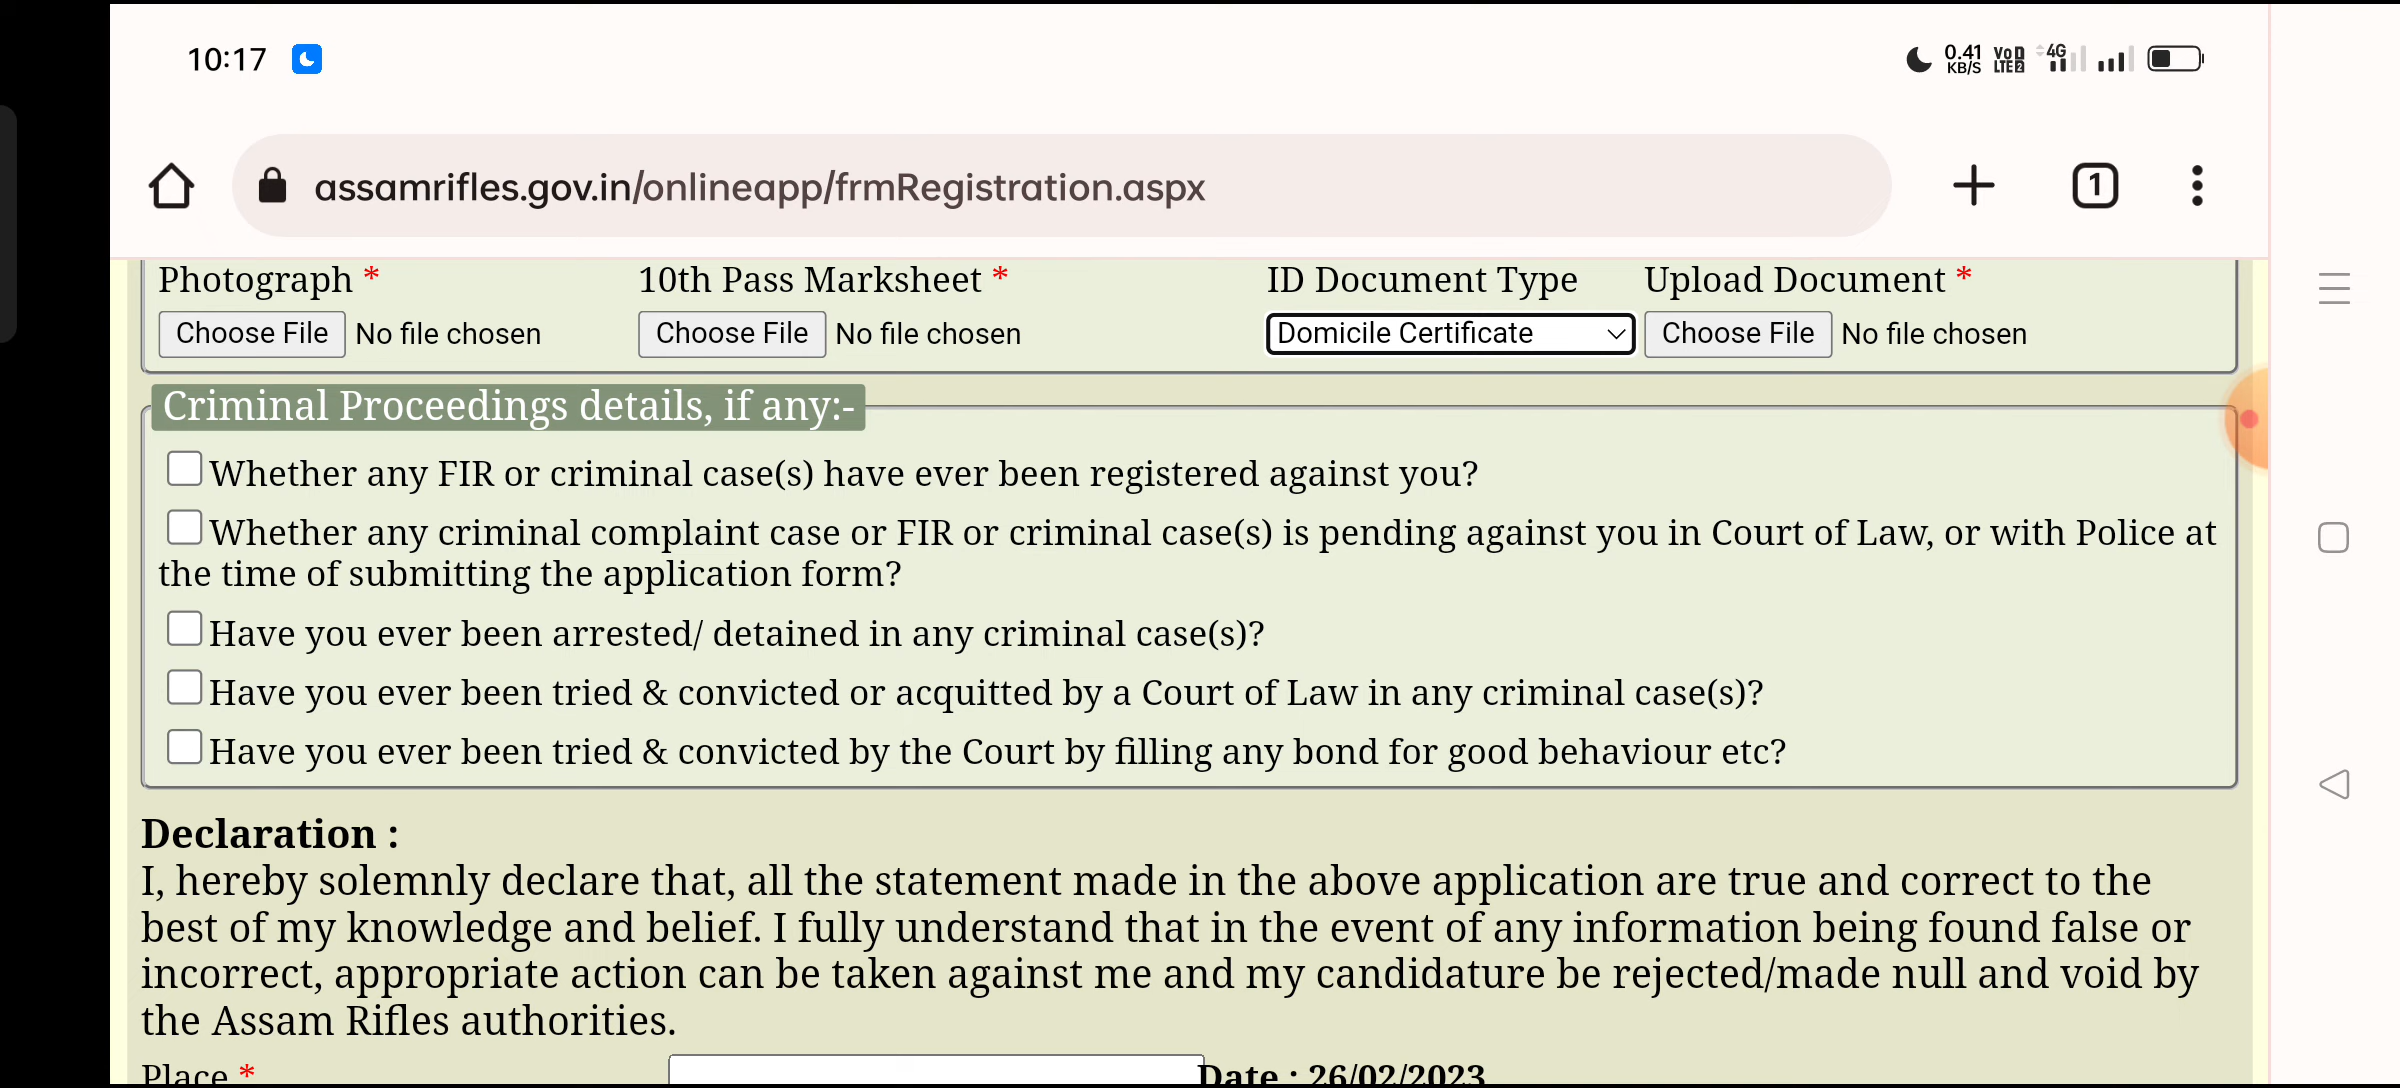 10:17
0.41 KB/S Vo LTE 2 4G
assamrifles.gov.in/onlineapp/frmRegistration.aspx
1
Photograph * 10th Pass Marksheet * ID Document Type Upload Document *
Choose File No file chosen Choose File No file chosen Domicile Certificate Choose File No file chosen
Criminal Proceedings details, if any:-
Whether any FIR or criminal case(s) have ever been registered against you?
Whether any criminal complaint case or FIR or criminal case(s) is pending against you in Court of Law, or with Police at
the time of submitting the application form?
Have you ever been arrested/ detained in any criminal case(s)?
Have you ever been tried & convicted or acquitted by a Court of Law in any criminal case(s)?
Have you ever been tried & convicted by the Court by filling any bond for good behaviour etc?
Declaration :
I, hereby solemnly declare that, all the statement made in the above application are true and correct to the
best of my knowledge and belief. I fully understand that in the event of any information being found false or
incorrect, appropriate action can be taken against me and my candidature be rejected/made null and void by
the Assam Rifles authorities.
Place * Date : 26/02/2023